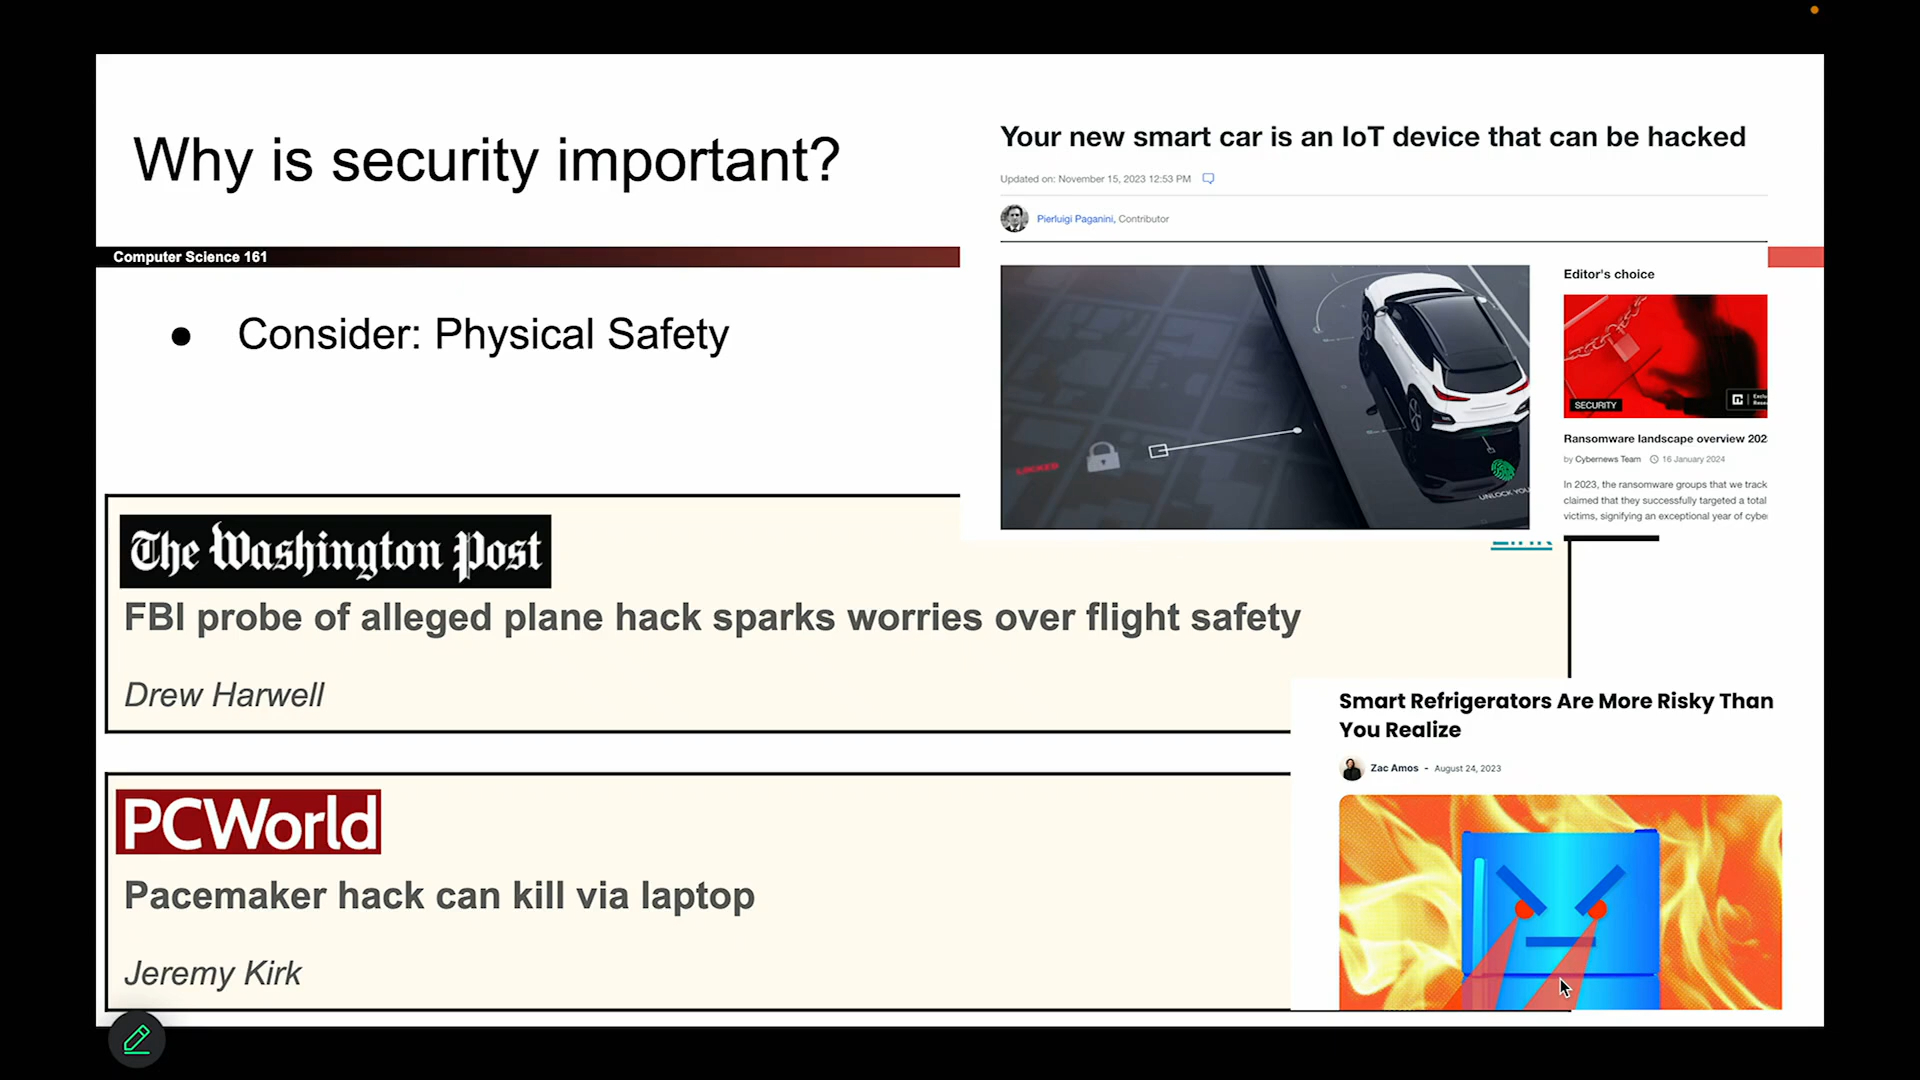 Why is security important?
Computer Science 161
● Consider: Physical Safety
Your new smart car is an IoT device that can be hacked
Updated on: November 15, 2023 12:53 PM
Pierluigi Paganini, Contributor
LOCKED
UNLOCK YOU
Editor's choice
SECURITY
Ransomware landscape overview 202
by Cybernews Team 16 January 2024
In 2023, the ransomware groups that we track
claimed that they successfully targeted a total
victims, signifying an exceptional year of cybe
The Washington Post
FBI probe of alleged plane hack sparks worries over flight safety
Drew Harwell
PCWorld
Pacemaker hack can kill via laptop
Jeremy Kirk
Smart Refrigerators Are More Risky Than
You Realize
Zac Amos - August 24, 2023